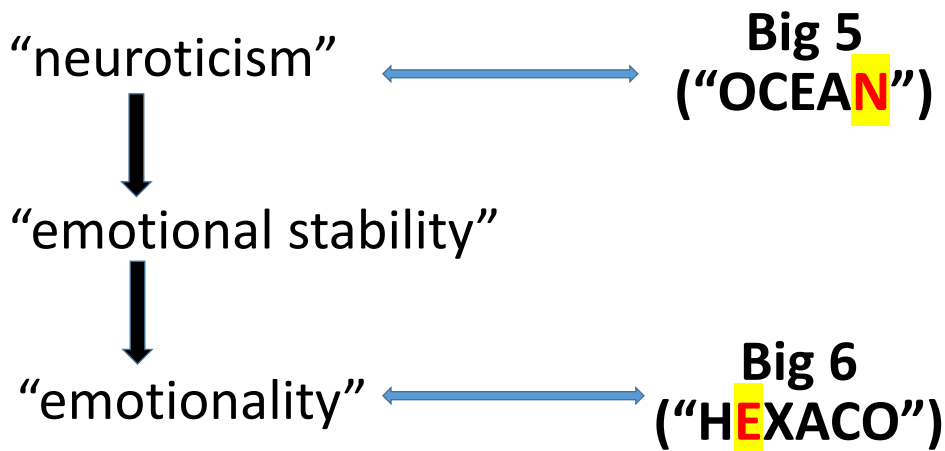 “neuroticism”
Big 5
(“OCEAN”)
“emotional stability”
“emotionality”
Big 6
(“HEXACO”)